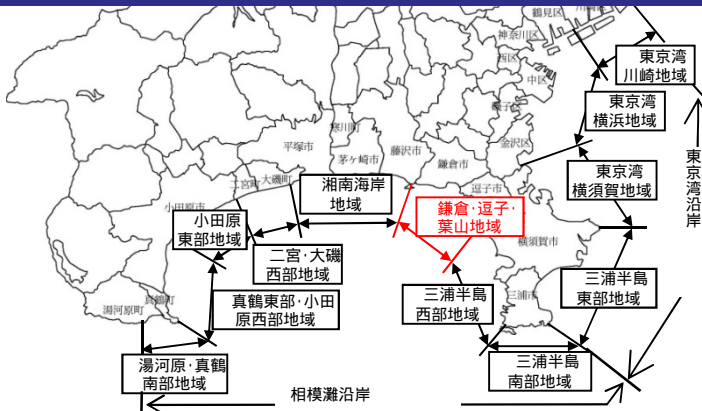 鶴見区
川崎区
神奈川区
西区
中区
磯子区
金沢区
東京湾
川崎地域
東京湾
横浜地域
東京湾
横須賀地域
東京湾沿岸
寒川町
平塚市
茅ヶ崎市
藤沢市
鎌倉市
逗子市
二宮町
大磯町
小田原市
湘南海岸
地域
鎌倉・逗子・
葉山地域
小田原
東部地域
二宮・大磯
西部地域
横須賀市
三浦半島
東部地域
三浦半島
西部地域
三浦市
真鶴町
湯河原町
真鶴東部・小田
原西部地域
湯河原・真鶴
南部地域
三浦半島
南部地域
相模灘沿岸